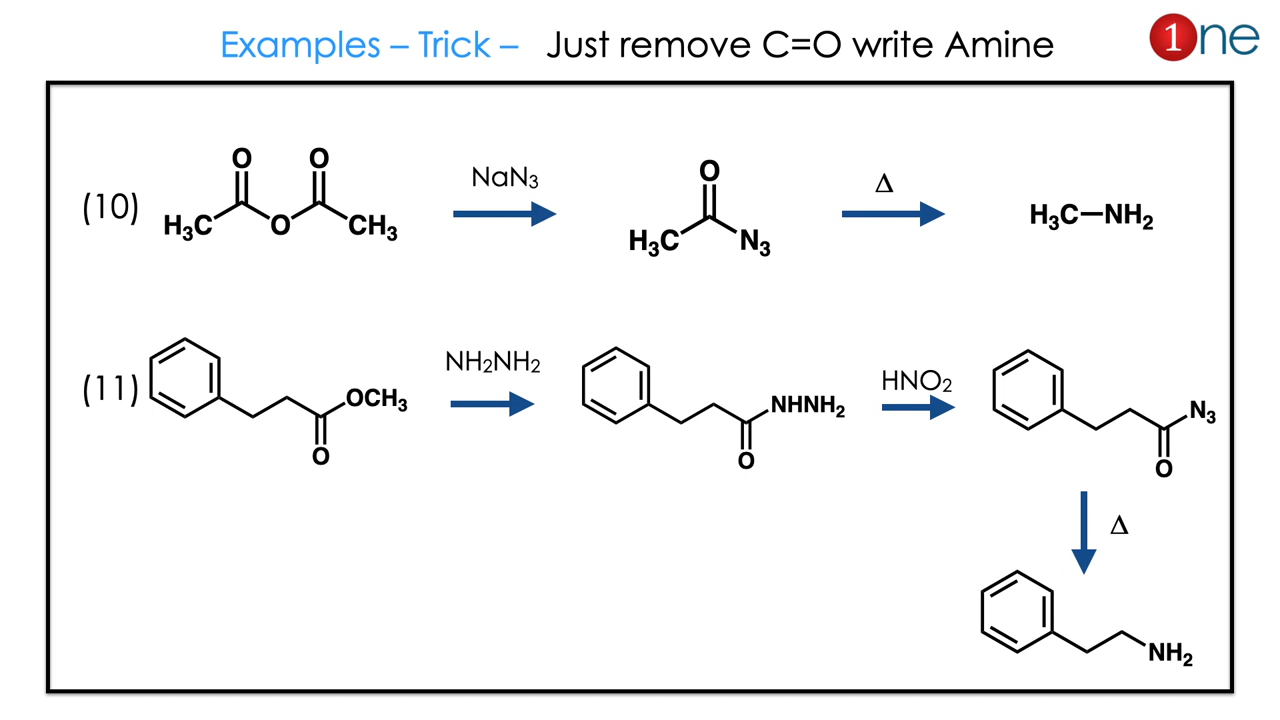 Examples – Trick – Just remove C=O write Amine
1ne
(10)
O O
H₃C O CH₃
NaN₃
O
H₃C N₃
Δ
H₃C–NH₂
(11)
OCH₃
O
NH₂NH₂
NHNH₂
O
HNO₂
N₃
O
Δ
NH₂